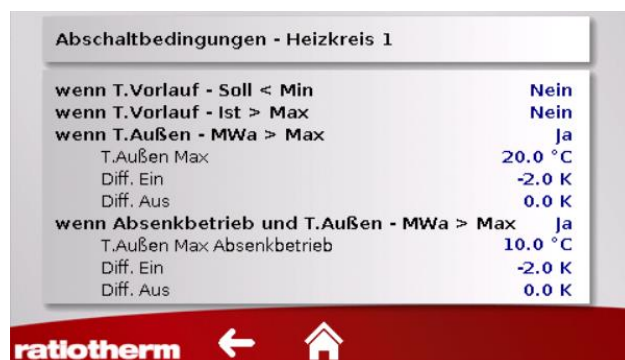 Abschaltbedingungen - Heizkreis 1
wenn T.Vorlauf - Soll < Min Nein
wenn T.Vorlauf - Ist > Max Nein
wenn T.Außen - MWa > Max Ja
T.Außen Max 20.0 °C
Diff. Ein -2.0 K
Diff. Aus 0.0 K
wenn Absenkbetrieb und T.Außen - MWa > Max Ja
T.Außen Max Absenkbetrieb 10.0 °C
Diff. Ein -2.0 K
Diff. Aus 0.0 K
ratiotherm